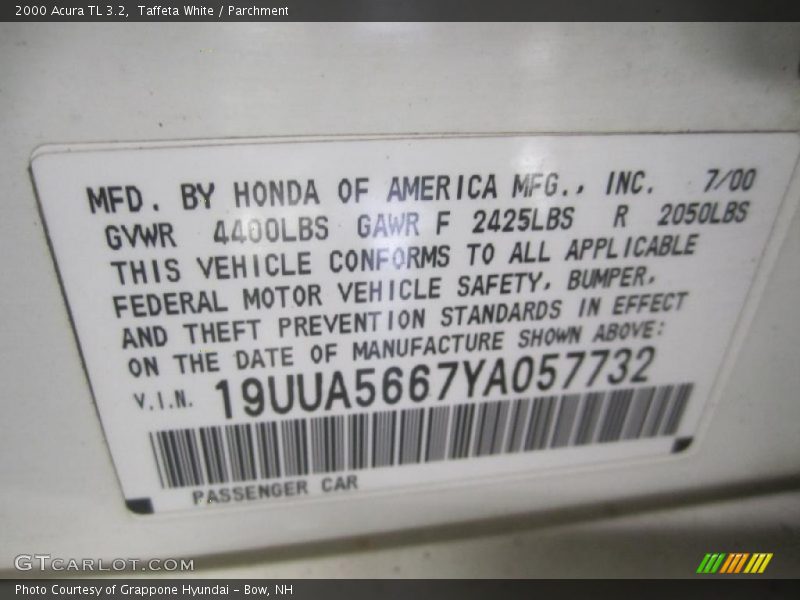 2000 Acura TL 3.2, Taffeta White / Parchment
MFD. BY HONDA OF AMERICA MFG., INC. 7/00
GVWR 4400LBS GAWR F 2425LBS R 2050LBS
THIS VEHICLE CONFORMS TO ALL APPLICABLE
FEDERAL MOTOR VEHICLE SAFETY, BUMPER,
AND THEFT PREVENTION STANDARDS IN EFFECT
ON THE DATE OF MANUFACTURE SHOWN ABOVE:
V.I.N. 19UUA5667YA057732
PASSENGER CAR
GTCARLOT.COM
Photo Courtesy of Grappone Hyundai - Bow, NH